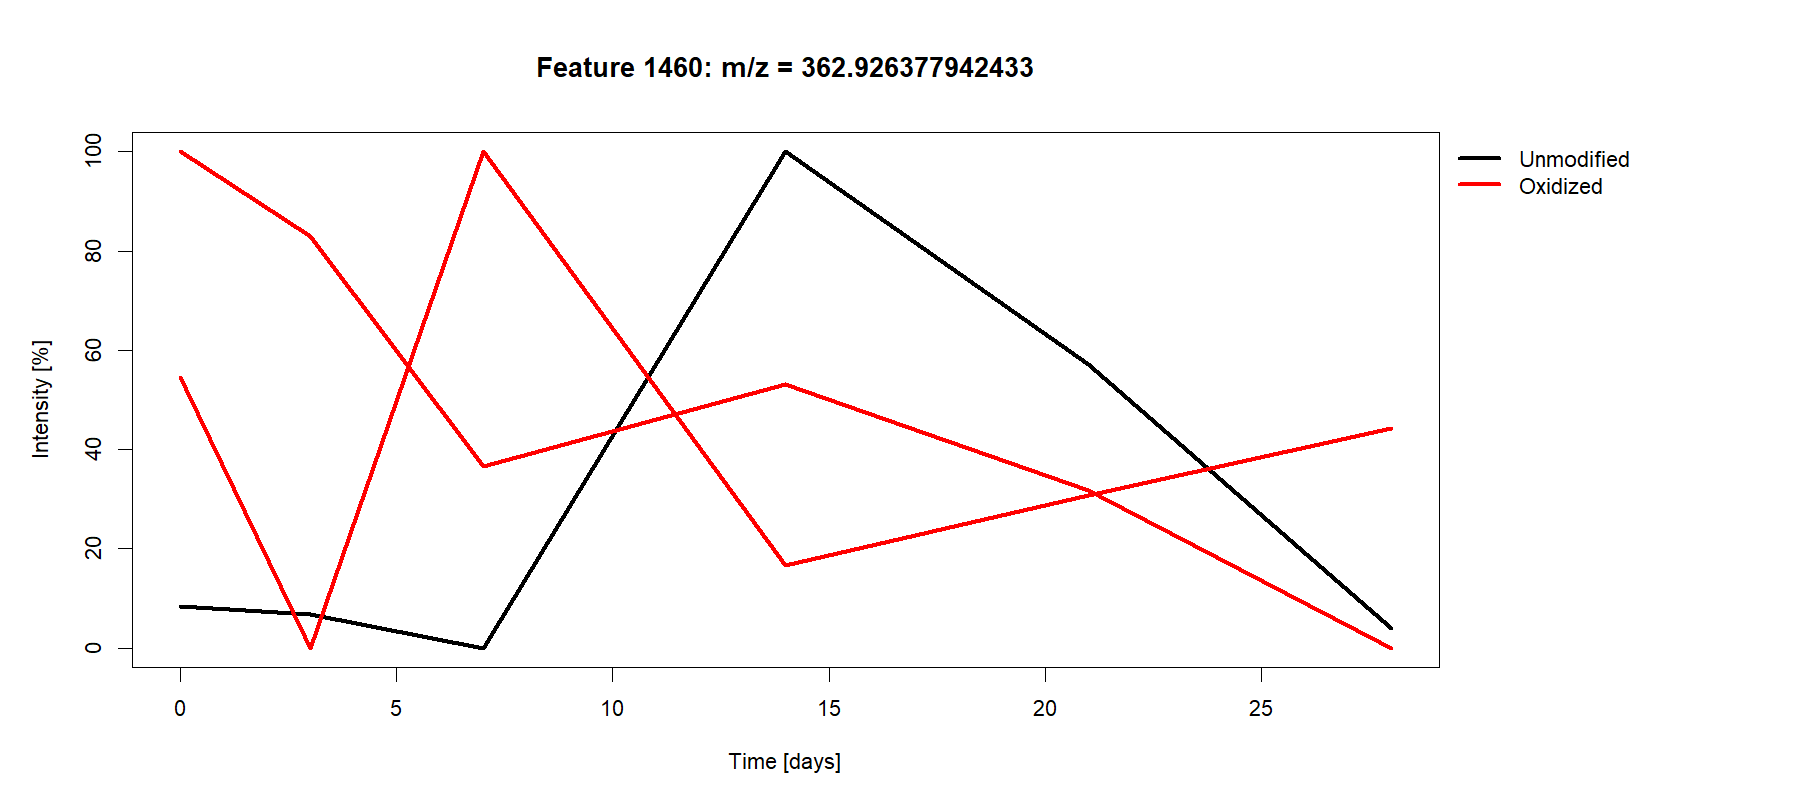 Feature 1460: m/z = 362.926377942433
Unmodified
Oxidized
Intensity [%]
100
80
60
40
20
0
0 5 10 15 20 25
Time [days]